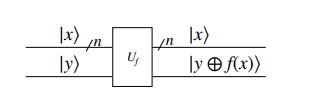 |x⟩ n U_f n |x⟩
|y⟩ |y ⊕ f(x)⟩